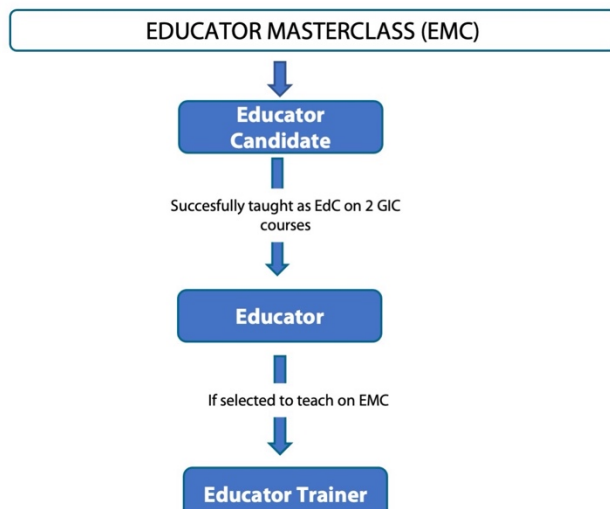 EDUCATOR MASTERCLASS (EMC)
Educator
Candidate
Succesfully taught as EdC on 2 GIC
courses
Educator
If selected to teach on EMC
Educator Trainer